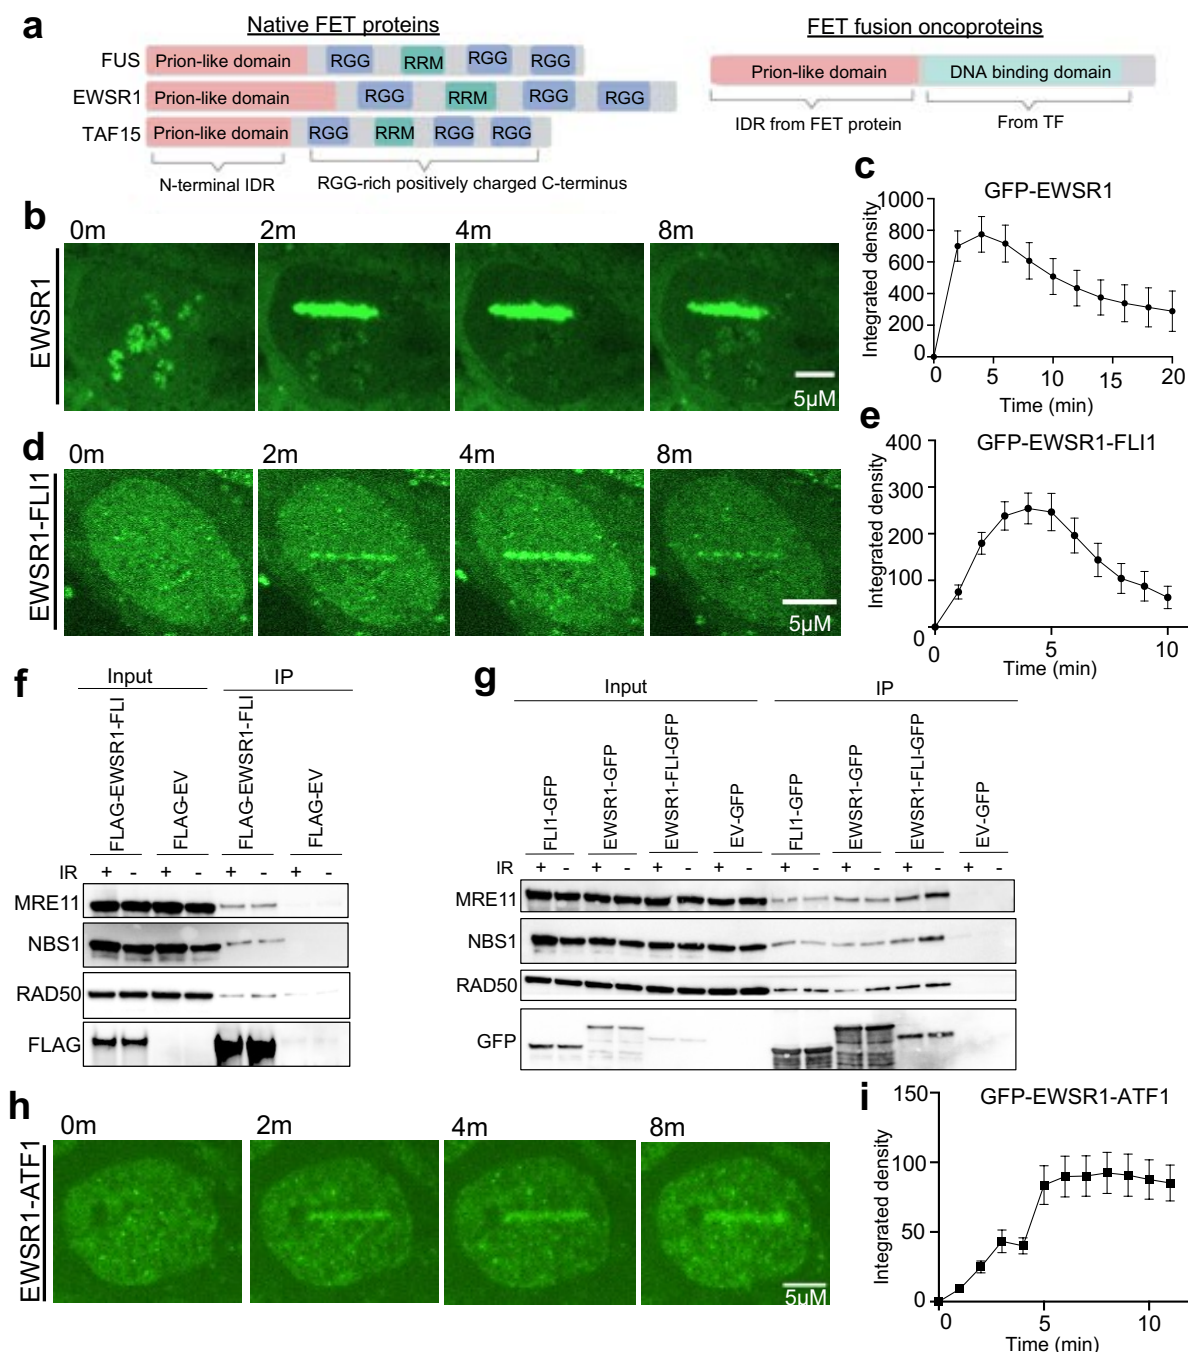 a
Native FET proteins
FET fusion oncoproteins
FUS
Prion-like domain
RGG
RRM
RGG
RGG
EWSR1
Prion-like domain
RGG
RRM
RGG
RGG
TAF15
Prion-like domain
RGG
RRM
RGG
RGG
N-terminal IDR
RGG-rich positively charged C-terminus
Prion-like domain
DNA binding domain
IDR from FET protein
From TF
b
0m
2m
4m
8m
EWSR1
5µM
c
GFP-EWSR1
Integrated density
1000
800
600
400
200
0
0
5
10
15
20
Time (min)
d
0m
2m
4m
8m
EWSR1-FLI1
5µM
e
GFP-EWSR1-FLI1
Integrated density
400
300
200
100
0
0
5
10
Time (min)
f
Input
IP
FLAG-EWSR1-FLI
FLAG-EV
FLAG-EWSR1-FLI
FLAG-EV
IR
+ - + - + - + -
MRE11
NBS1
RAD50
FLAG
g
Input
IP
FLI1-GFP
EWSR1-GFP
EWSR1-FLI-GFP
EV-GFP
FLI1-GFP
EWSR1-GFP
EWSR1-FLI-GFP
EV-GFP
IR
+ - + - + - + - + - + - + - + -
MRE11
NBS1
RAD50
GFP
h
0m
2m
4m
8m
EWSR1-ATF1
5µM
i
GFP-EWSR1-ATF1
Integrated density
150
100
50
0
0
5
10
Time (min)